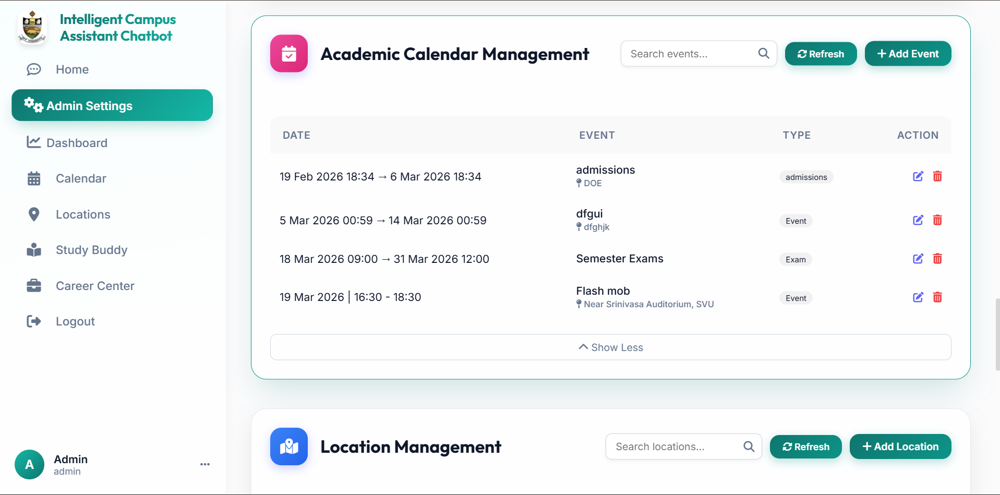 Intelligent Campus
Assistant Chatbot
Home
Admin Settings
Dashboard
Calendar
Locations
Study Buddy
Career Center
Logout
A
Admin
admin
Academic Calendar Management
Search events...
Refresh
+ Add Event
DATE EVENT TYPE ACTION
19 Feb 2026 18:34 → 6 Mar 2026 18:34
admissions
DOE
admissions
5 Mar 2026 00:59 → 14 Mar 2026 00:59
dfgui
dfghjk
Event
18 Mar 2026 09:00 → 31 Mar 2026 12:00
Semester Exams
Exam
19 Mar 2026 | 16:30 - 18:30
Flash mob
Near Srinivasa Auditorium, SVU
Event
Show Less
Location Management
Search locations...
Refresh
+ Add Location